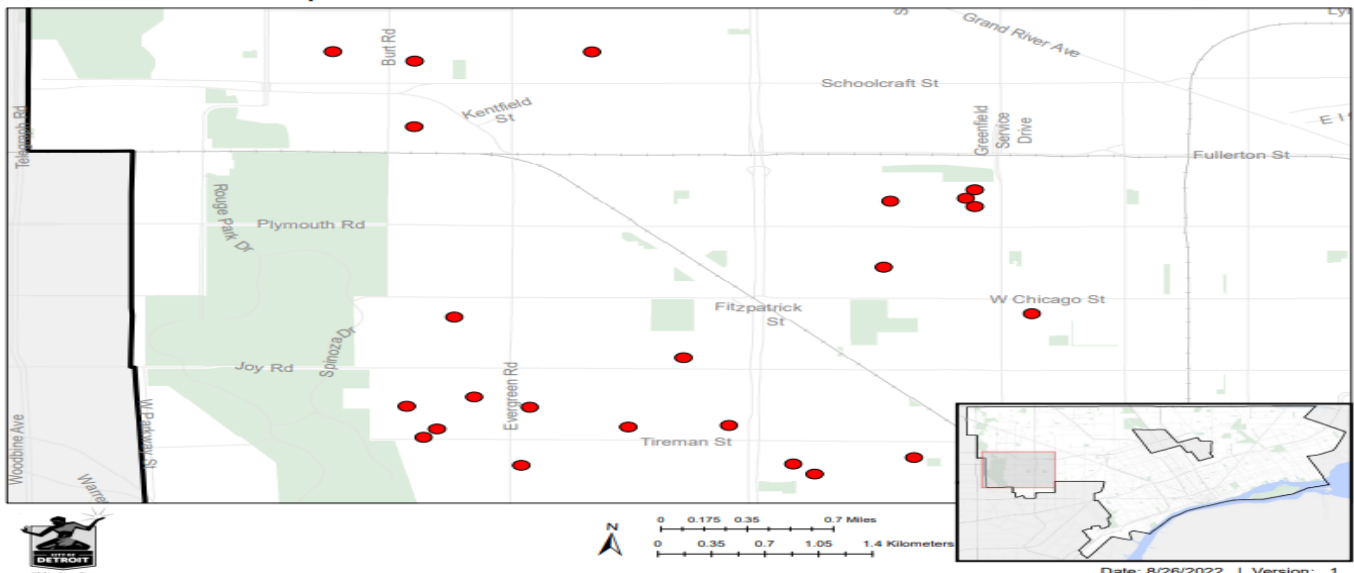 Grand River Ave
Burt Rd
Schoolcraft St
Kentfield
St
Greenfield
Service
Drive
Telegraph Rd
Fullerton St
Rouge Park Dr
Plymouth Rd
W Chicago St
Fitzpatrick
St
Spinoza Dr
Joy Rd
Evergreen Rd
W Parkway St
Woodbine Ave
Tireman St
N
0 0.175 0.35 0.7 Miles
0 0.35 0.7 1.05 1.4 Kilometers
CITY OF
DETROIT
Date: 8/26/2022 | Version: 1